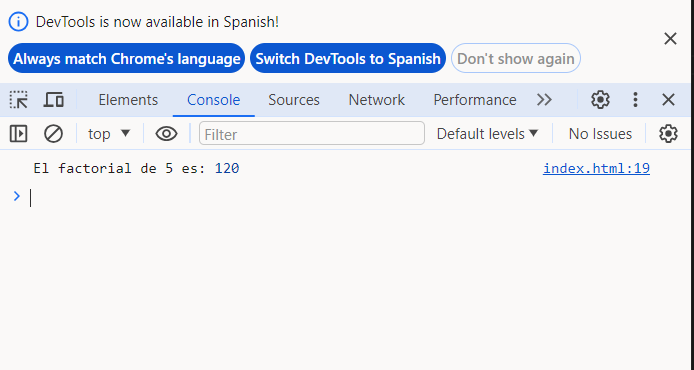 DevTools is now available in Spanish!
Always match Chrome's language Switch DevTools to Spanish Don't show again
Elements Console Sources Network Performance
top Filter Default levels No Issues
El factorial de 5 es: 120 index.html:19